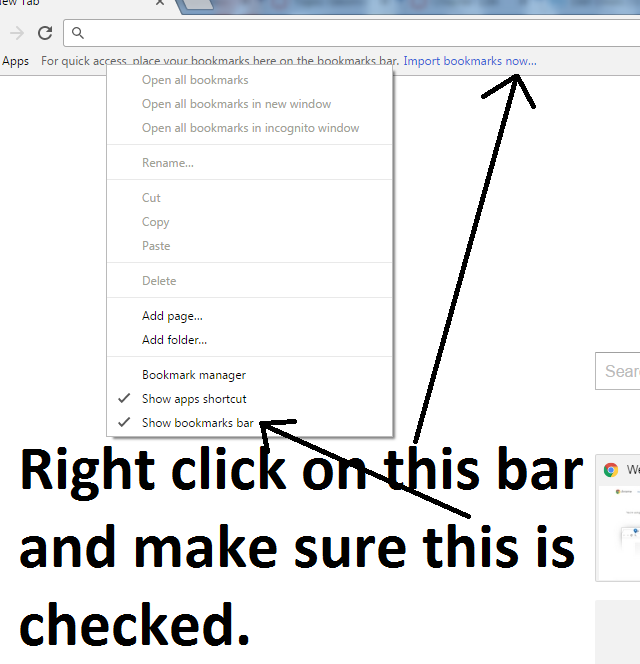 New Tab
Apps For quick access, place your bookmarks here on the bookmarks bar. Import bookmarks now...
Open all bookmarks
Open all bookmarks in new window
Open all bookmarks in incognito window
Rename...
Cut
Copy
Paste
Delete
Add page...
Add folder...
Bookmark manager
Show apps shortcut
Show bookmarks bar
Sear
We
Right click on this bar
and make sure this is
checked.